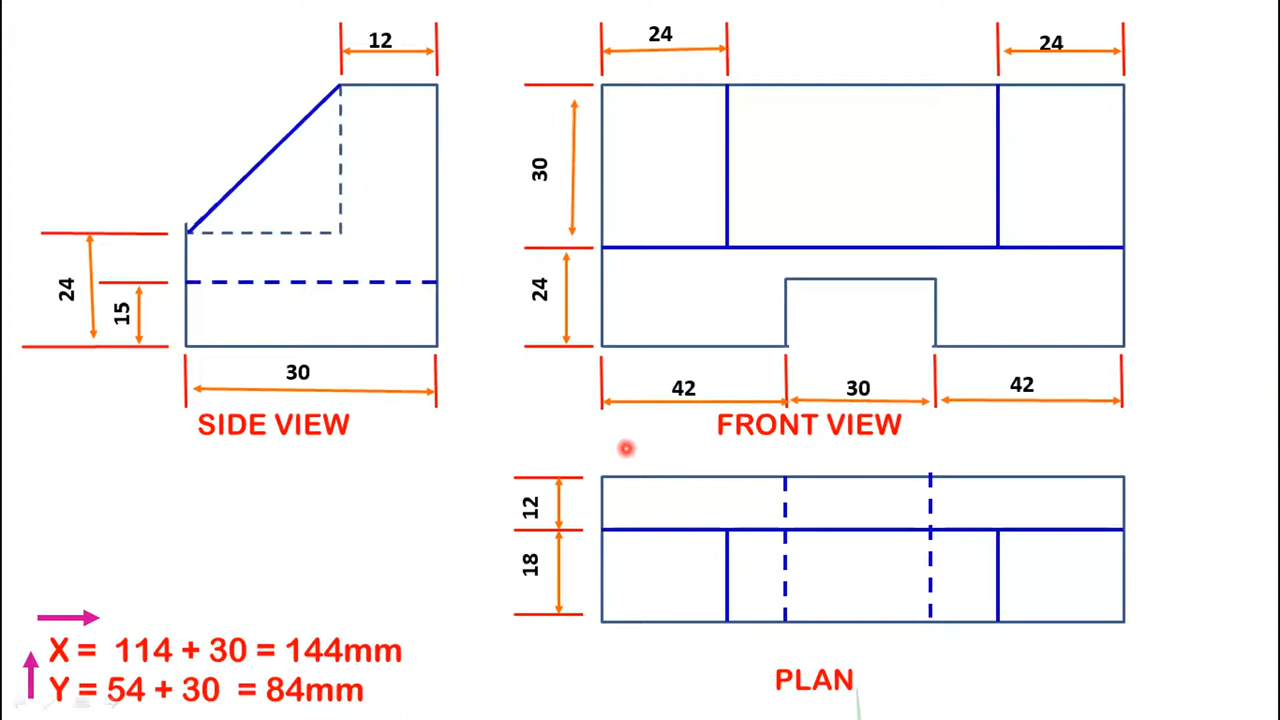 12
24
15
30
SIDE VIEW
24
24
30
24
42
30
42
FRONT VIEW
12
18
PLAN
X = 114 + 30 = 144mm
Y = 54 + 30 = 84mm